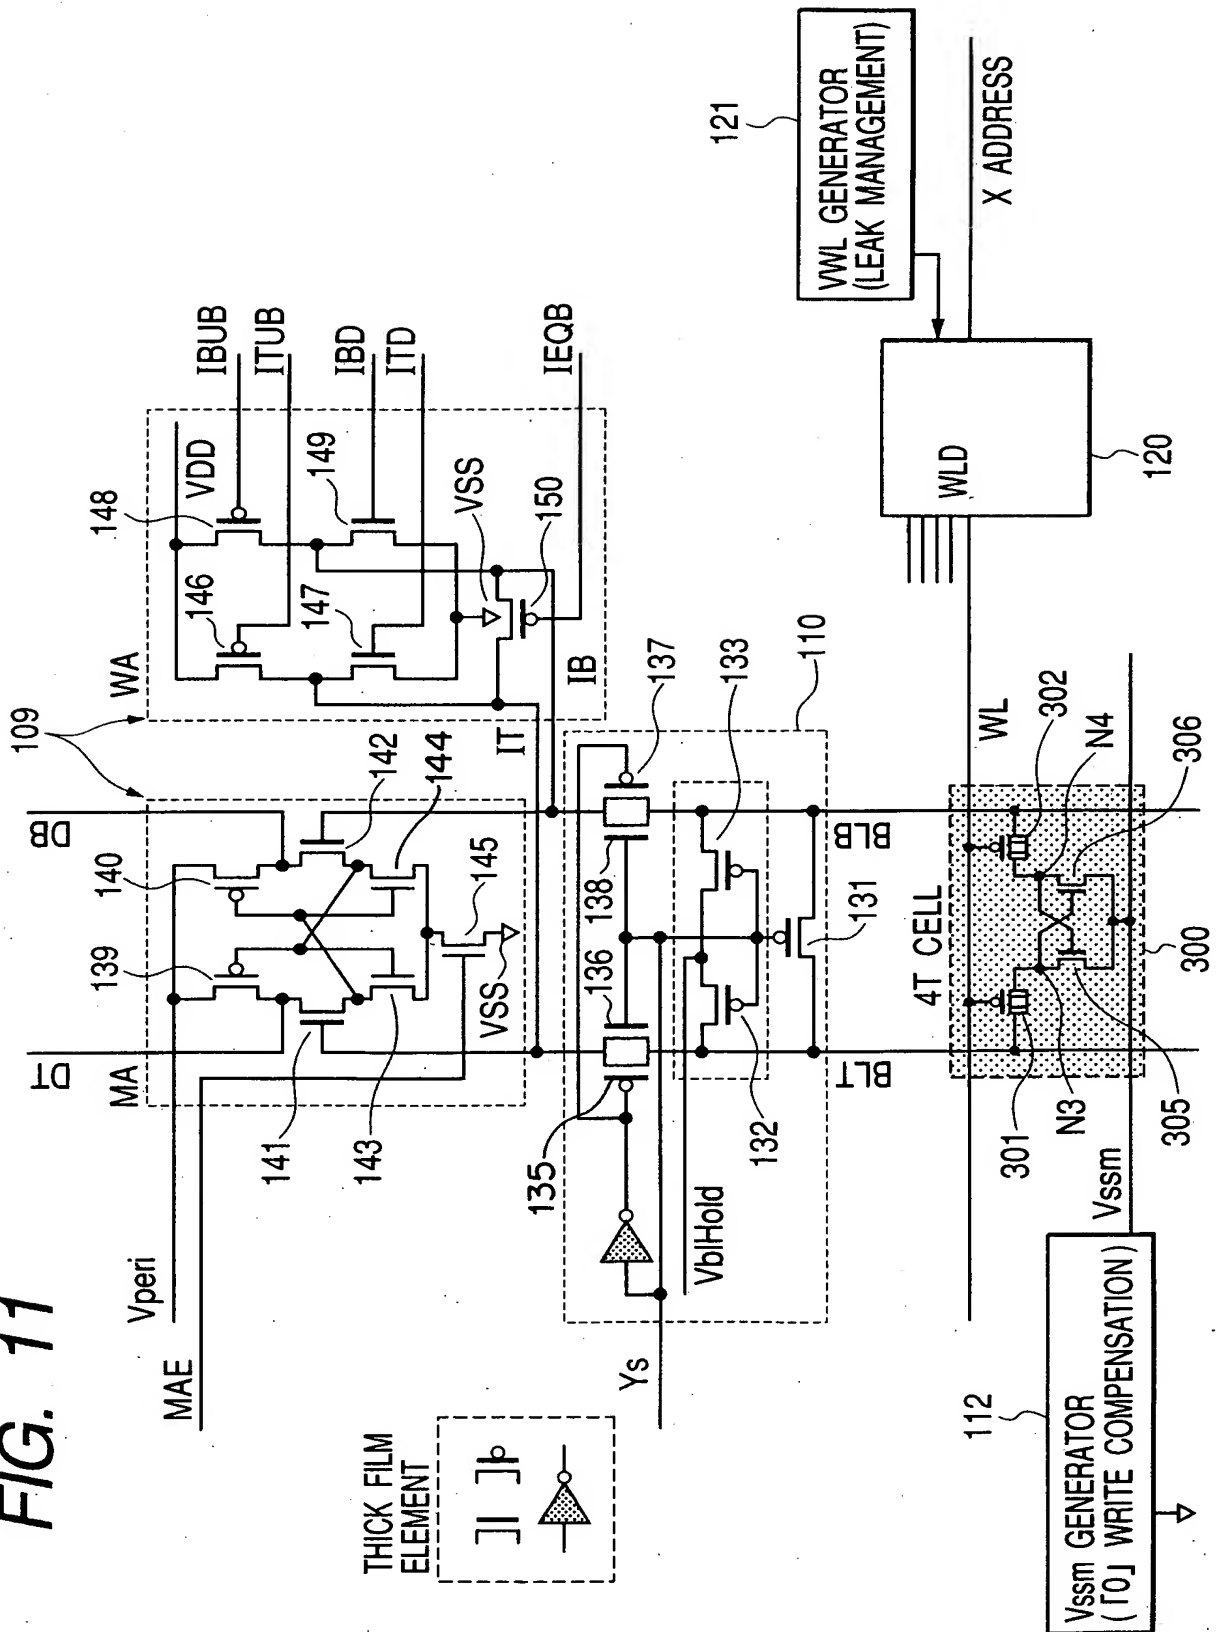 FIG. 11
109
DT
DB
MA
WA
Vperi
MAE
139
140
141
142
143
144
145
VSS
146
147
148
149
VDD
VSS
150
IBUB
ITUB
IBD
ITD
IEQB
IT
IB
THICK FILM
ELEMENT
Ys
VblHold
135
136
137
138
132
133
131
110
BLT
BLB
4T CELL
WL
301
302
N3
N4
305
306
300
Vssm
112
Vssm GENERATOR
(「0」 WRITE COMPENSATION)
WLD
120
121
VWL GENERATOR
(LEAK MANAGEMENT)
X ADDRESS